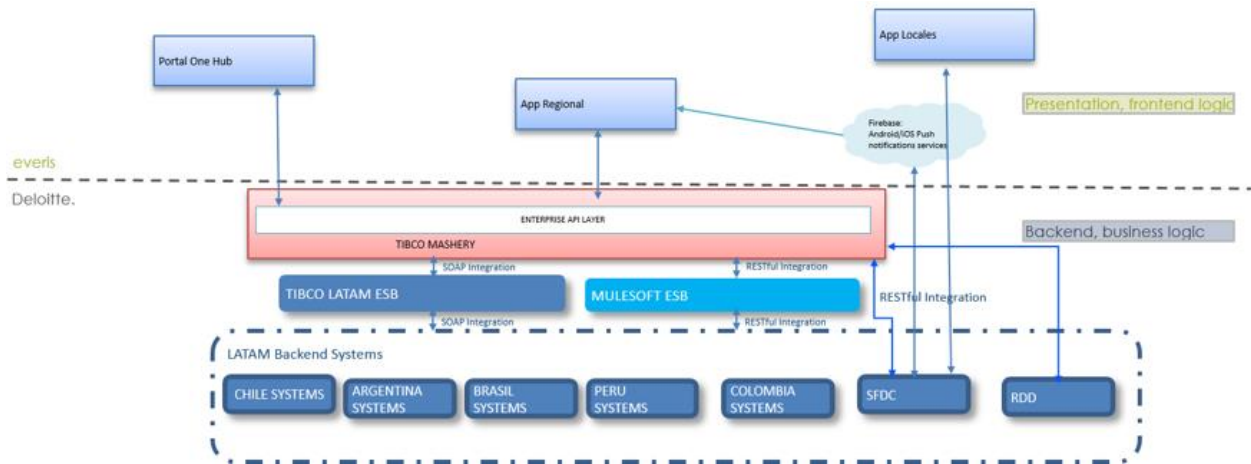 App Locales
Portal One Hub
App Regional
Presentation, frontend logic
Firebase:
Android/iOS Push
notifications services
everis
Deloitte.
ENTERPRISE API LAYER
Backend, business logic
TIBCO MASHERY
SOAP Integration
RESTful Integration
TIBCO LATAM ESB
MULESOFT ESB
RESTful Integration
SOAP Integration
RESTful Integration
LATAM Backend Systems
CHILE SYSTEMS
ARGENTINA
SYSTEMS
BRASIL
SYSTEMS
PERU
SYSTEMS
COLOMBIA
SYSTEMS
SFDC
RDD